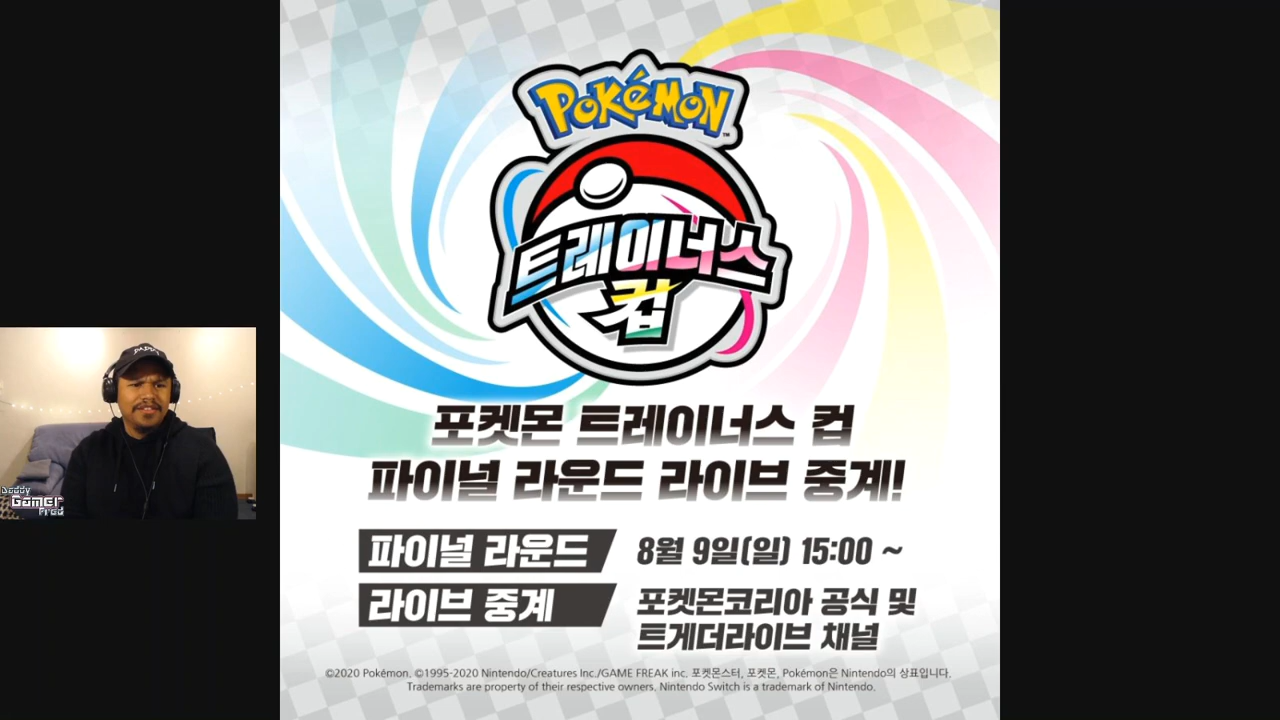 POKéMON
™
트레이너스
컵
포켓몬 트레이너스 컵
파이널 라운드 라이브 중계!
파이널 라운드 8월 9일(일) 15:00 ~
라이브 중계 포켓몬코리아 공식 및
트게더라이브 채널
DADDY
Daddy
Gamer
Fred
©2020 Pokémon. ©1995-2020 Nintendo/Creatures Inc./GAME FREAK inc. 포켓몬스터, 포켓몬, Pokémon은 Nintendo의 상표입니다.
Trademarks are property of their respective owners. Nintendo Switch is a trademark of Nintendo.